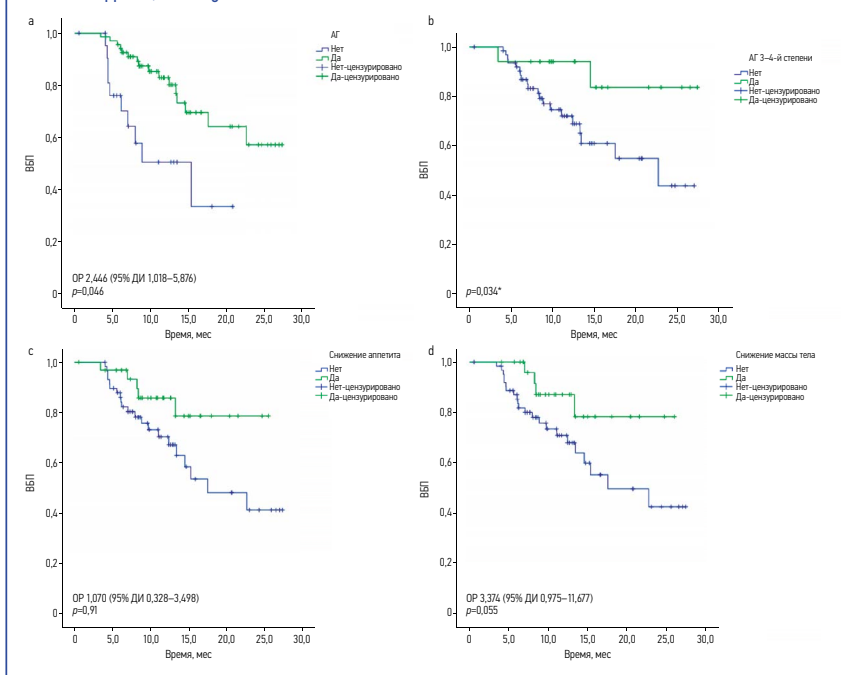 a
АГ
Нет
Да
Нет-цензурировано
Да-цензурировано
1,0
0,8
0,6
0,4
0,2
0
ВБП
ОР 2,446 (95% ДИ 1,018–5,876)
p=0,046
0 5,0 10,0 15,0 20,0 25,0 30,0
Время, мес
b
АГ 3–4-й степени
Нет
Да
Нет-цензурировано
Да-цензурировано
1,0
0,8
0,6
0,4
0,2
0
ВБП
p=0,034*
0 5,0 10,0 15,0 20,0 25,0 30,0
Время, мес
c
Снижение аппетита
Нет
Да
Нет-цензурировано
Да-цензурировано
1,0
0,8
0,6
0,4
0,2
0
ВБП
ОР 1,070 (95% ДИ 0,328–3,498)
p=0,91
0 5,0 10,0 15,0 20,0 25,0 30,0
Время, мес
d
Снижение массы тела
Нет
Да
Нет-цензурировано
Да-цензурировано
1,0
0,8
0,6
0,4
0,2
0
ВБП
ОР 3,374 (95% ДИ 0,975–11,677)
p=0,055
0 5,0 10,0 15,0 20,0 25,0 30,0
Время, мес